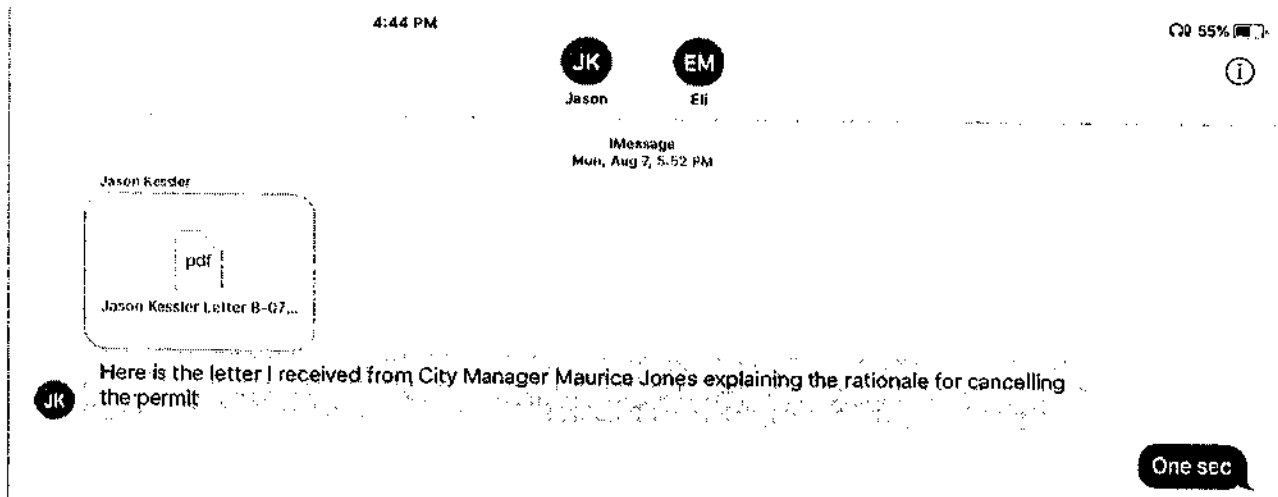 4:44 PM
55%
JK EM
Jason Eli
iMessage
Mon, Aug 7, 5:52 PM
Jason Kessler
pdf
Jason Kessler Letter 8-07...
Here is the letter I received from City Manager Maurice Jones explaining the rationale for cancelling
JK the permit
One sec